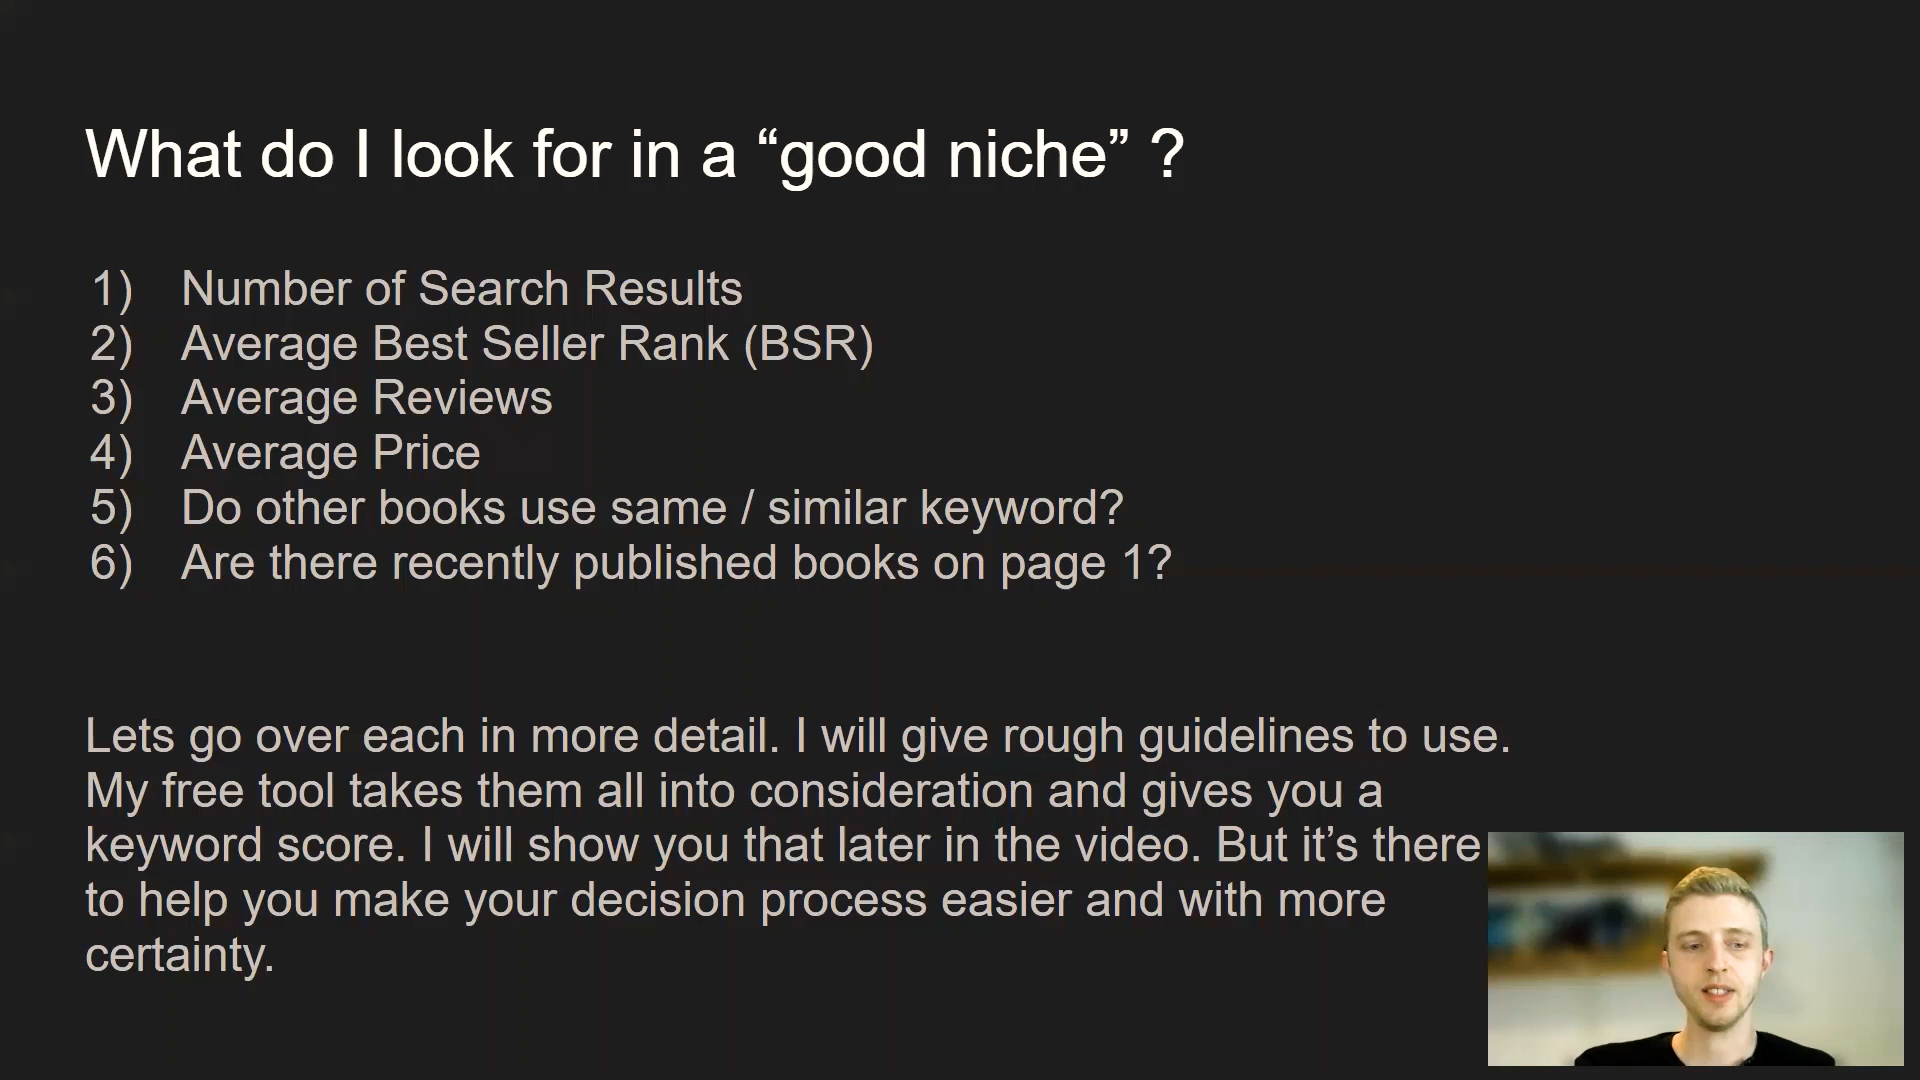 What do I look for in a “good niche” ?
1) Number of Search Results
2) Average Best Seller Rank (BSR)
3) Average Reviews
4) Average Price
5) Do other books use same / similar keyword?
6) Are there recently published books on page 1?
Lets go over each in more detail. I will give rough guidelines to use.
My free tool takes them all into consideration and gives you a
keyword score. I will show you that later in the video. But it’s there
to help you make your decision process easier and with more
certainty.